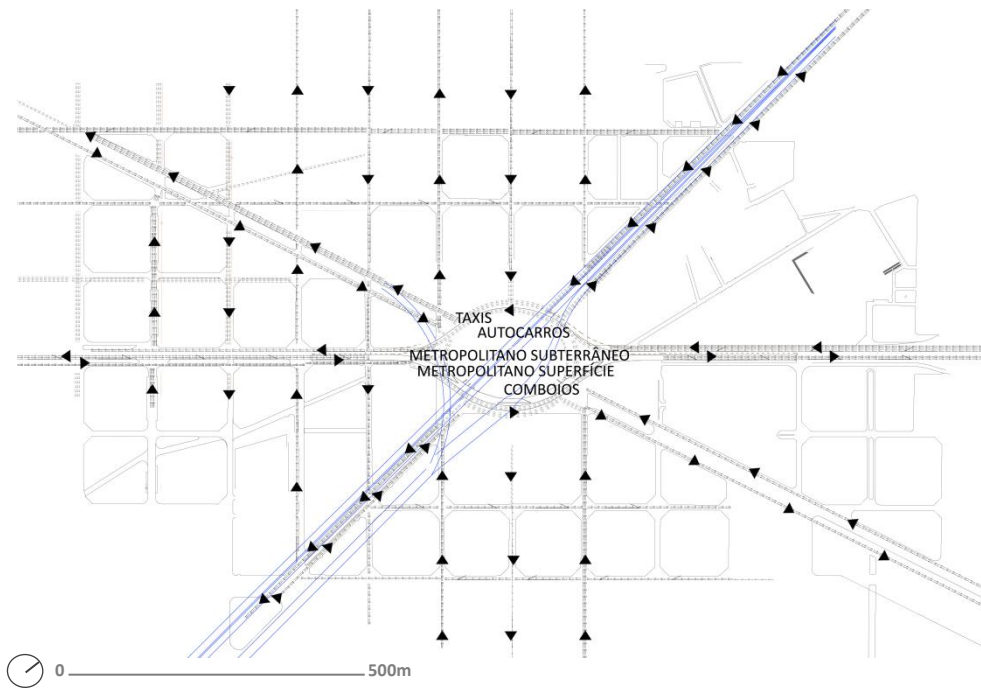 TAXIS
AUTOCARROS
METROPOLITANO SUBTERRÂNEO
METROPOLITANO SUPERFÍCIE
COMBOIOS
0 500m